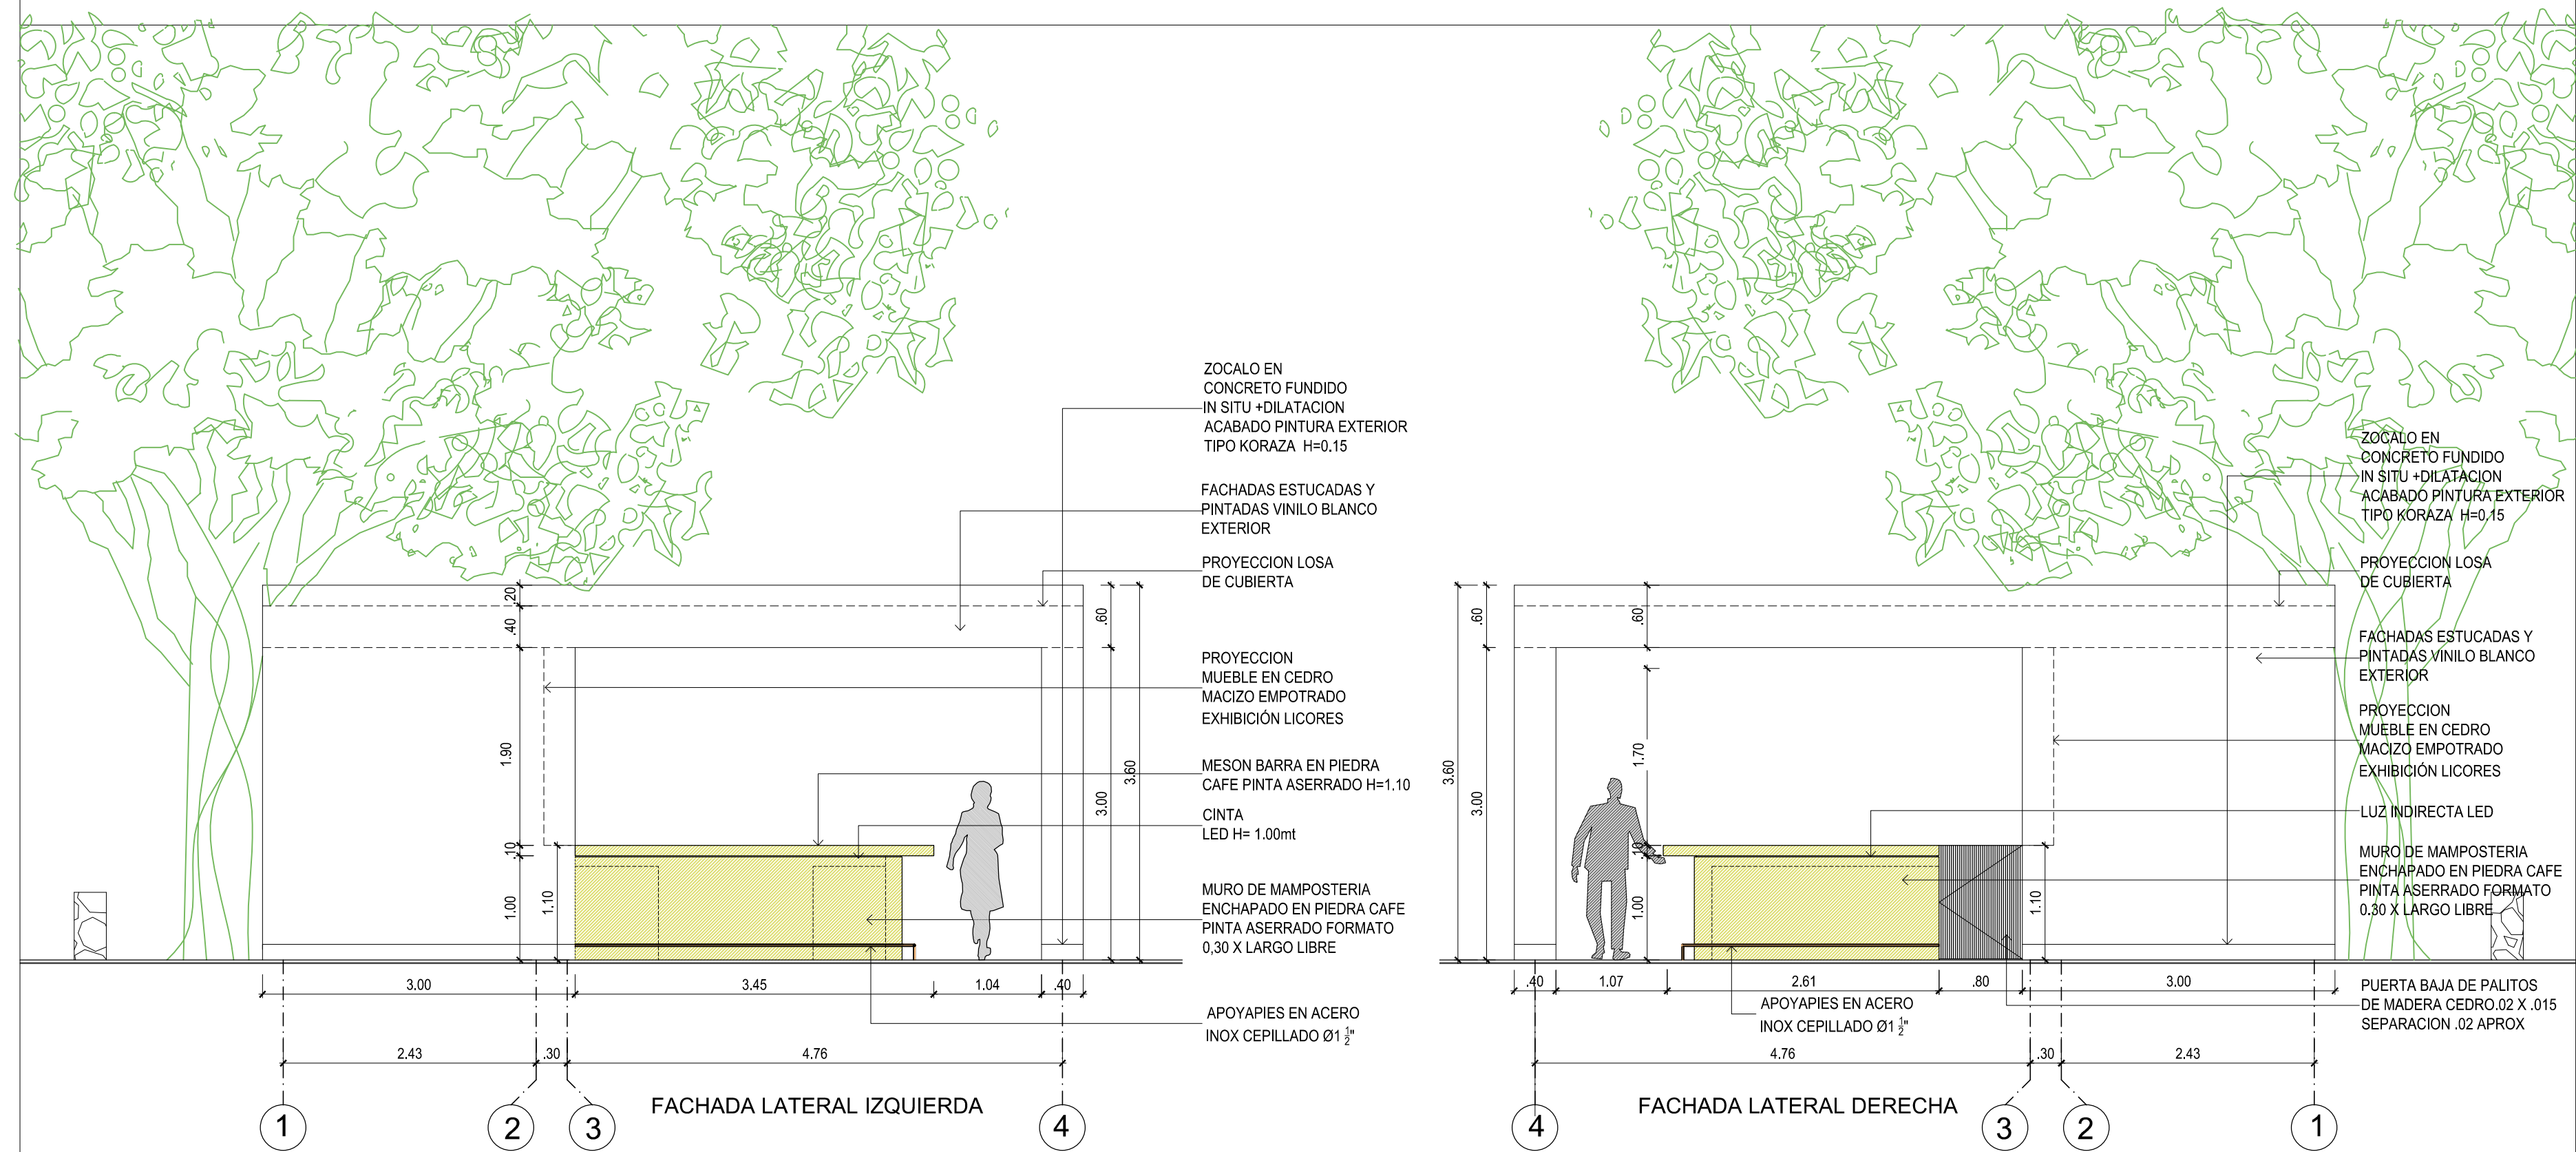 ZOCALO EN
CONCRETO FUNDIDO
IN SITU +DILATACION
ACABADO PINTURA EXTERIOR
TIPO KORAZA H=0.15
FACHADAS ESTUCADAS Y
PINTADAS VINILO BLANCO
EXTERIOR
PROYECCION LOSA
DE CUBIERTA
PROYECCION
MUEBLE EN CEDRO
MACIZO EMPOTRADO
EXHIBICIÓN LICORES
MESON BARRA EN PIEDRA
CAFE PINTA ASERRADO H=1.10
CINTA
LED H= 1.00mt
MURO DE MAMPOSTERIA
ENCHAPADO EN PIEDRA CAFE
PINTA ASERRADO FORMATO
0,30 X LARGO LIBRE
APOYAPIES EN ACERO
INOX CEPILLADO Ø1 1/2"
.20
.40
1.90
.10
1.00
1.10
.60
3.00
3.60
3.00
3.45
1.04
.40
2.43
.30
4.76
FACHADA LATERAL IZQUIERDA
1
2
3
4
ZOCALO EN
CONCRETO FUNDIDO
IN SITU +DILATACION
ACABADO PINTURA EXTERIOR
TIPO KORAZA H=0.15
PROYECCION LOSA
DE CUBIERTA
FACHADAS ESTUCADAS Y
PINTADAS VINILO BLANCO
EXTERIOR
PROYECCION
MUEBLE EN CEDRO
MACIZO EMPOTRADO
EXHIBICIÓN LICORES
LUZ INDIRECTA LED
MURO DE MAMPOSTERIA
ENCHAPADO EN PIEDRA CAFE
PINTA ASERRADO FORMATO
0.30 X LARGO LIBRE
PUERTA BAJA DE PALITOS
DE MADERA CEDRO.02 X .015
SEPARACION .02 APROX
3.60
.60
3.00
.60
1.70
.10
1.00
1.10
.40
1.07
2.61
.80
3.00
APOYAPIES EN ACERO
INOX CEPILLADO Ø1 1/2"
4.76
.30
2.43
FACHADA LATERAL DERECHA
4
3
2
1